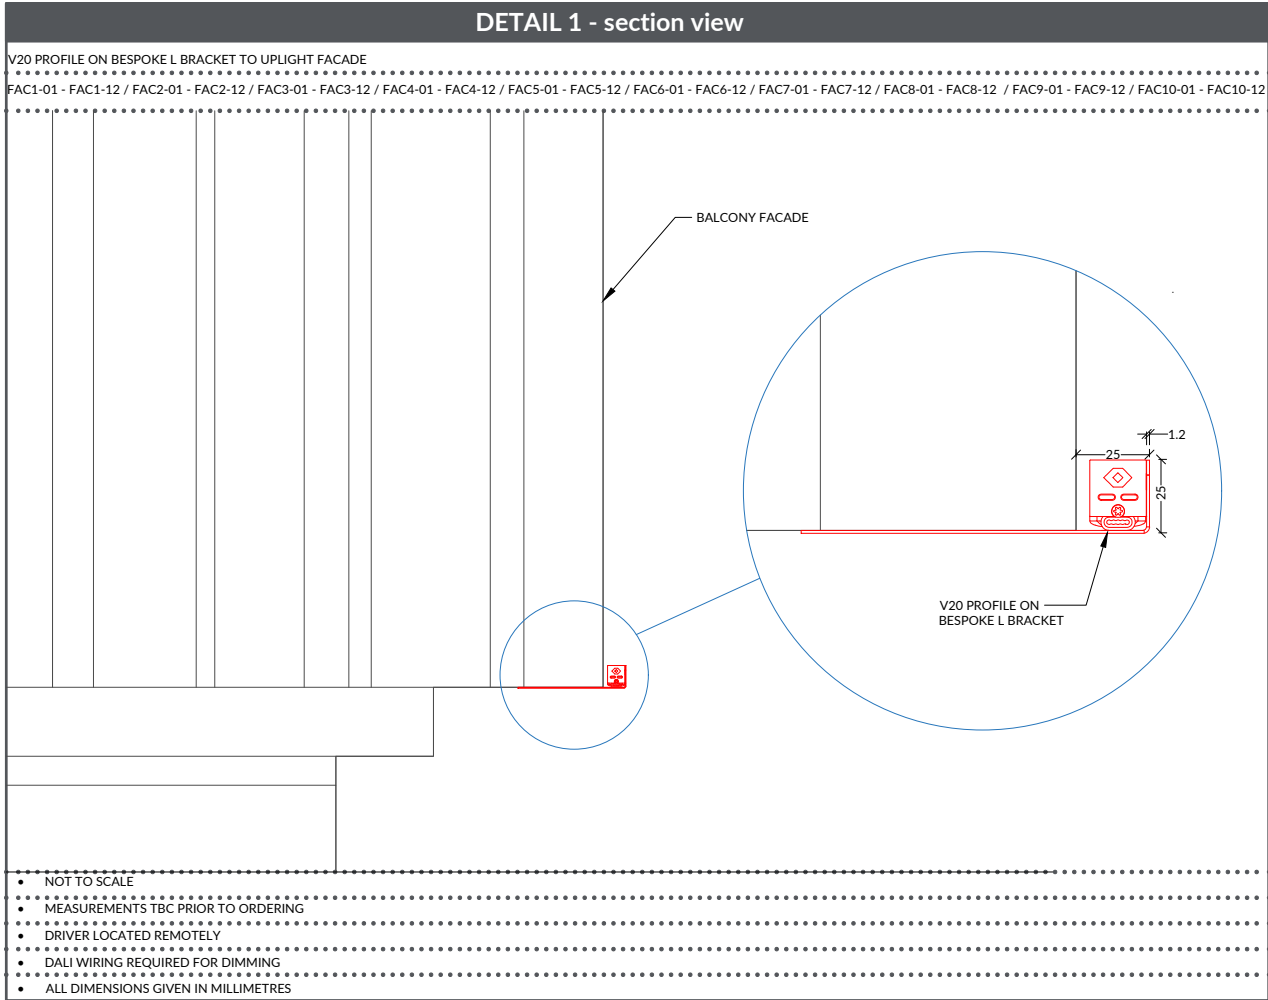 DETAIL 1 - section view
V20 PROFILE ON BESPOKE L BRACKET TO UPLIGHT FACADE
FAC1-01 - FAC1-12 / FAC2-01 - FAC2-12 / FAC3-01 - FAC3-12 / FAC4-01 - FAC4-12 / FAC5-01 - FAC5-12 / FAC6-01 - FAC6-12 / FAC7-01 - FAC7-12 / FAC8-01 - FAC8-12 / FAC9-01 - FAC9-12 / FAC10-01 - FAC10-12
BALCONY FACADE
1.2
25
25
V20 PROFILE ON
BESPOKE L BRACKET
• NOT TO SCALE
• MEASUREMENTS TBC PRIOR TO ORDERING
• DRIVER LOCATED REMOTELY
• DALI WIRING REQUIRED FOR DIMMING
• ALL DIMENSIONS GIVEN IN MILLIMETRES